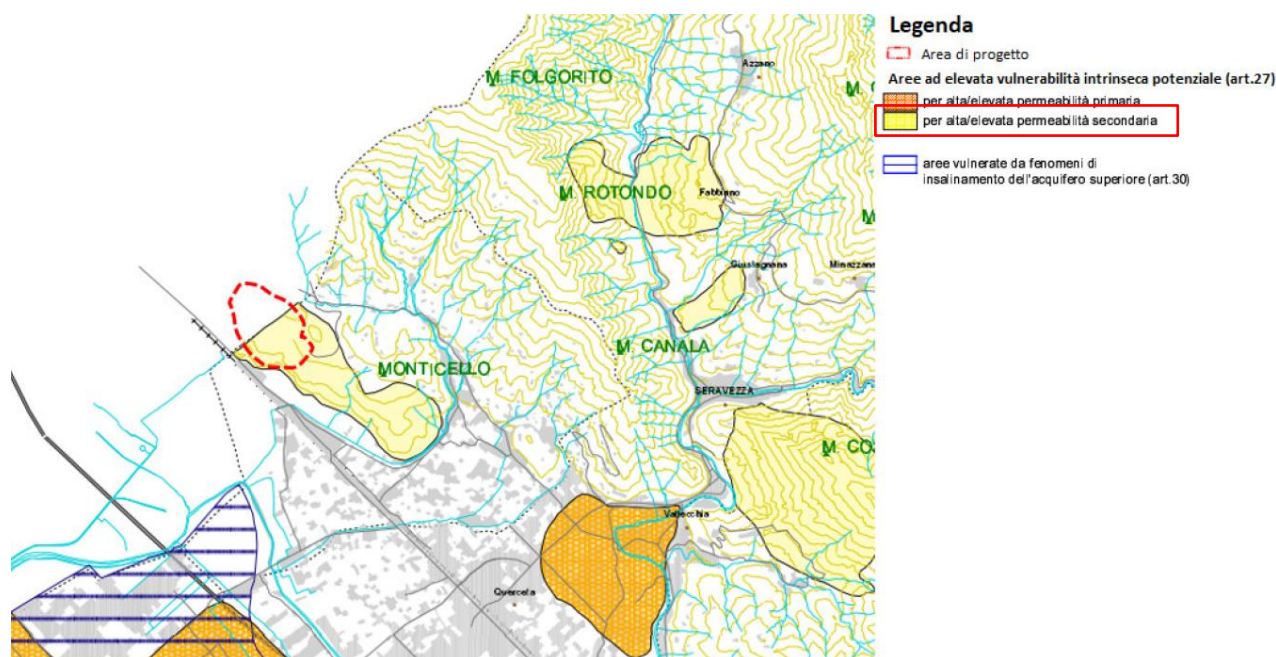 Legenda
Area di progetto
Aree ad elevata vulnerabilità intrinseca potenziale (art.27)
per alta/elevata permeabilità primaria
per alta/elevata permeabilità secondaria
aree vulnerate da fenomeni di
insalinamento dell'acquifero superiore (art.30)
Azzano
M. FOLGORITO
M. ROTONDO
Fabbiano
Giustagnana
Minazzana
M. CANALA
MONTICELLO
SERAVEZZA
M. COS
Vallecchia
Querceta